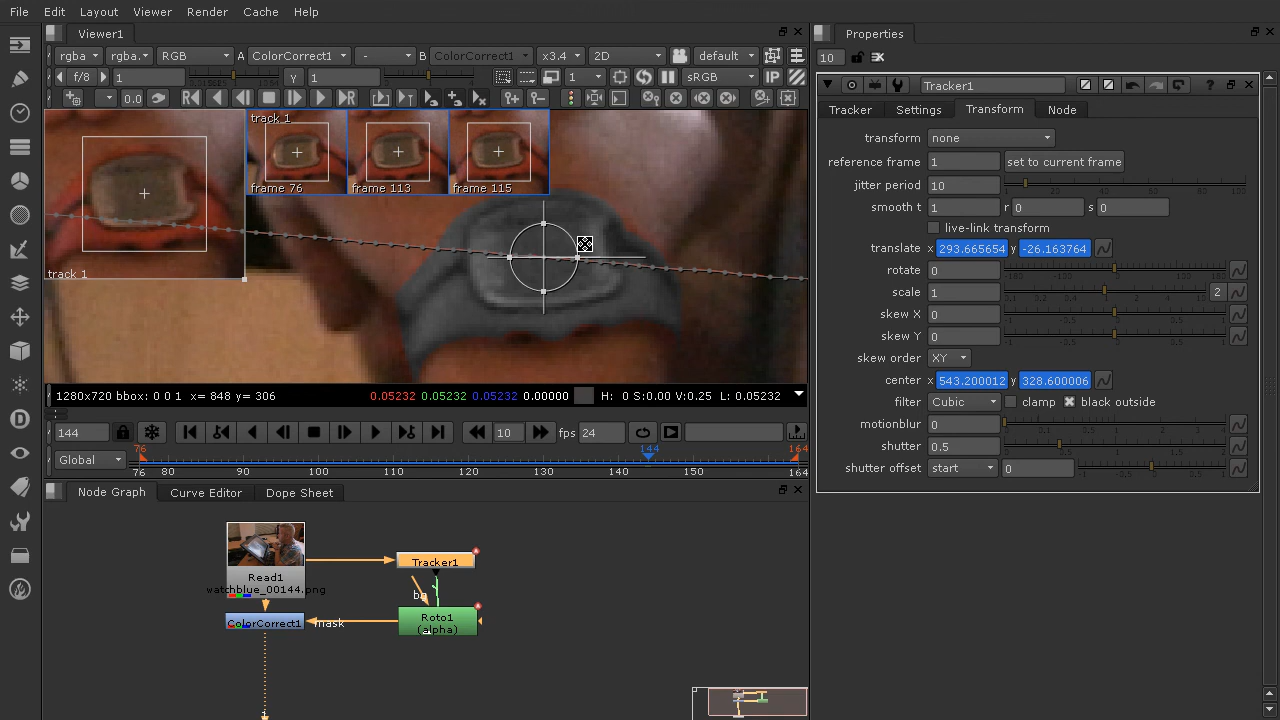 File Edit Layout Viewer Render Cache Help
Viewer1
Properties
rgba rgba. RGB A ColorCorrect1 - B ColorCorrect1 x3.4 2D default
10
f/8 1 Y 1 1 sRGB IP
Tracker1
0.0
Tracker Settings Transform Node
track_1
frame 76 frame 113 frame 115
track_1
transform none
reference frame 1 set to current frame
jitter period 10
smooth t 1 r 0 s 0
live-link transform
translate x 293.665654 y -26.163764
rotate 0
scale 1 2
skew X 0
skew Y 0
skew order XY
center x 543.200012 y 328.600006
filter Cubic clamp black outside
motionblur 0
shutter 0.5
shutter offset start 0
1280x720 bbox: 0 0 1 x= 848 y= 306 0.05232 0.05232 0.05232 0.00000 H: 0 S:0.00 V:0.25 L: 0.05232
144 10 fps 24
Global 76 144 164
76 80 90 100 110 120 130 140 150 164
Node Graph Curve Editor Dope Sheet
Read1
watchblue_00144.png
Tracker1
bg
Roto1
(alpha)
ColorCorrect1 mask